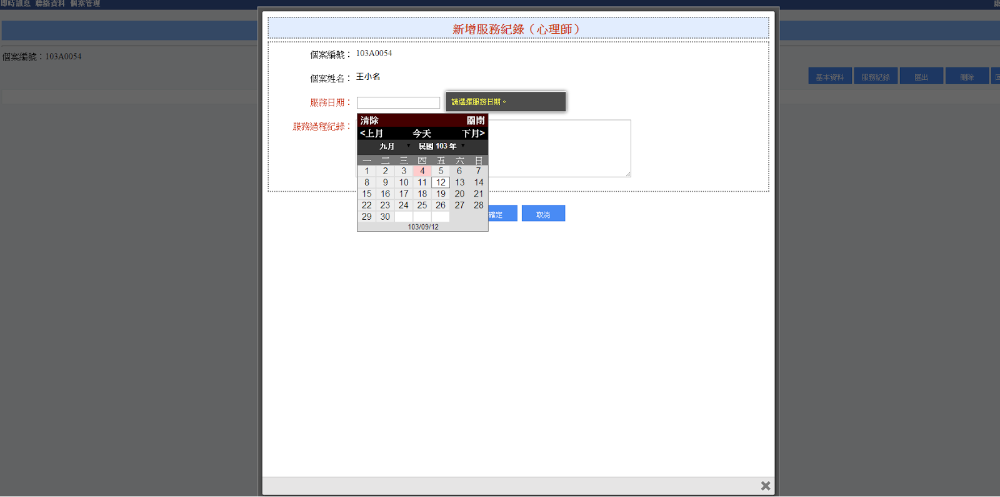 即時訊息 聯絡資料 個案管理
新增服務紀錄（心理師）
個案編號：103A0054
個案編號： 103A0054
個案姓名： 王小名
基本資料 服務紀錄 匯出 刪除
服務日期： 請選擇服務日期。
服務過程紀錄：
清除 關閉
<上月 今天 下月>
九月 民國 103 年
一 二 三 四 五 六 日
1 2 3 4 5 6 7
8 9 10 11 12 13 14
15 16 17 18 19 20 21
22 23 24 25 26 27 28
29 30
103/09/12
確定 取消